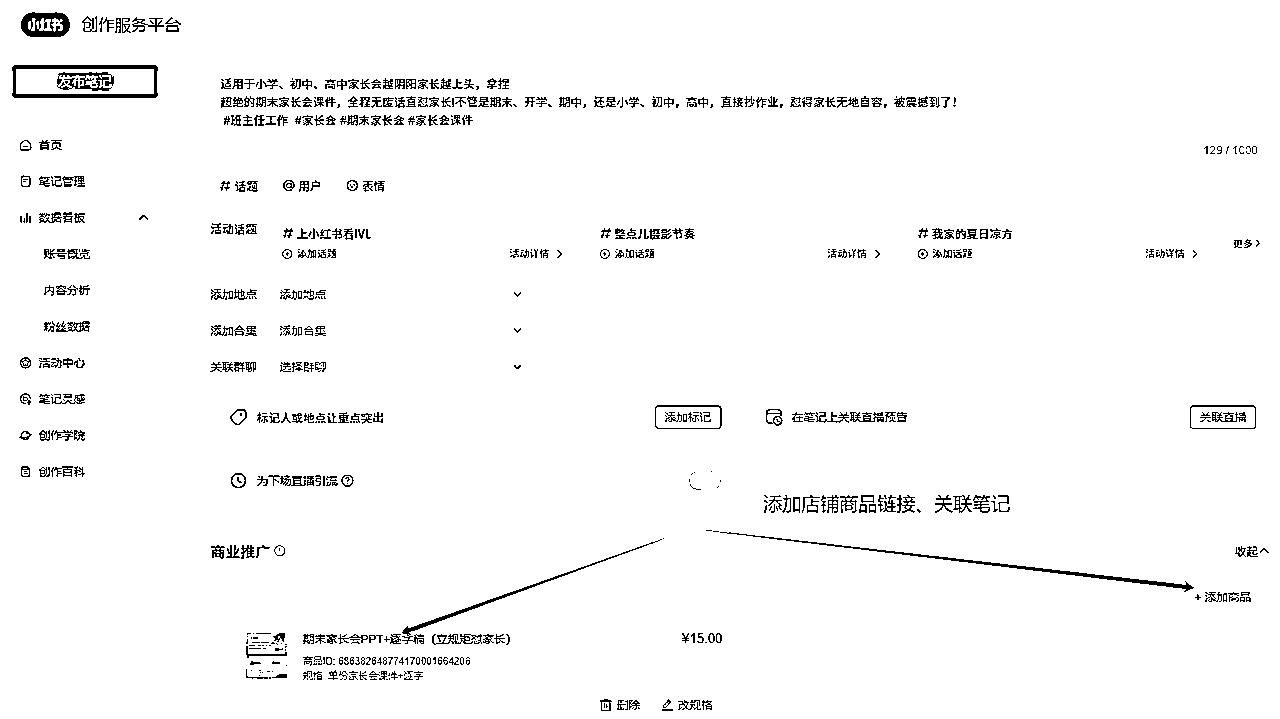 小红书 创作服务平台
发布笔记
适用于小学、初中、高中家长会越阴阳家长越上头，拿捏
超绝的期末家长会课件，全程无废话直怼家长!不管是期末、开学、期中，还是小学、初中，高中，直接抄作业，怼得家长无地自容，被震撼到了！
#班主任工作 #家长会 #期末家长会 #家长会课件
129 / 1000
首页
笔记管理
数据看板
账号概览
内容分析
粉丝数据
活动中心
笔记灵感
创作学院
创作百科
# 话题 @ 用户 表情
活动话题
# 上小红书看IVL
添加话题 活动详情
# 整点儿摄影节奏
添加话题 活动详情
# 我家的夏日凉方
添加话题 活动详情
更多
添加地点 添加地点
添加合集 添加合集
关联群聊 选择群聊
标记人或地点让重点突出 添加标记
在笔记上关联直播预告 关联直播
为下场直播引流
添加店铺商品链接、关联笔记
商业推广 收起
+ 添加商品
期末家长会PPT+逐字稿（立规矩怼家长） ¥15.00
商品ID: 686382648774170001664206
规格: 单份家长会课件+逐字
删除 改规格